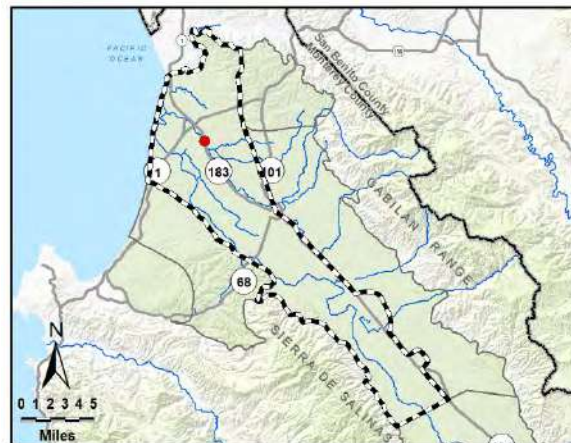 1
PACIFIC
OCEAN
San Benito County
Monterey County
1
183
101
GABILAN RANGE
68
SIERRA DE SALINAS
N
0 1 2 3 4 5
Miles